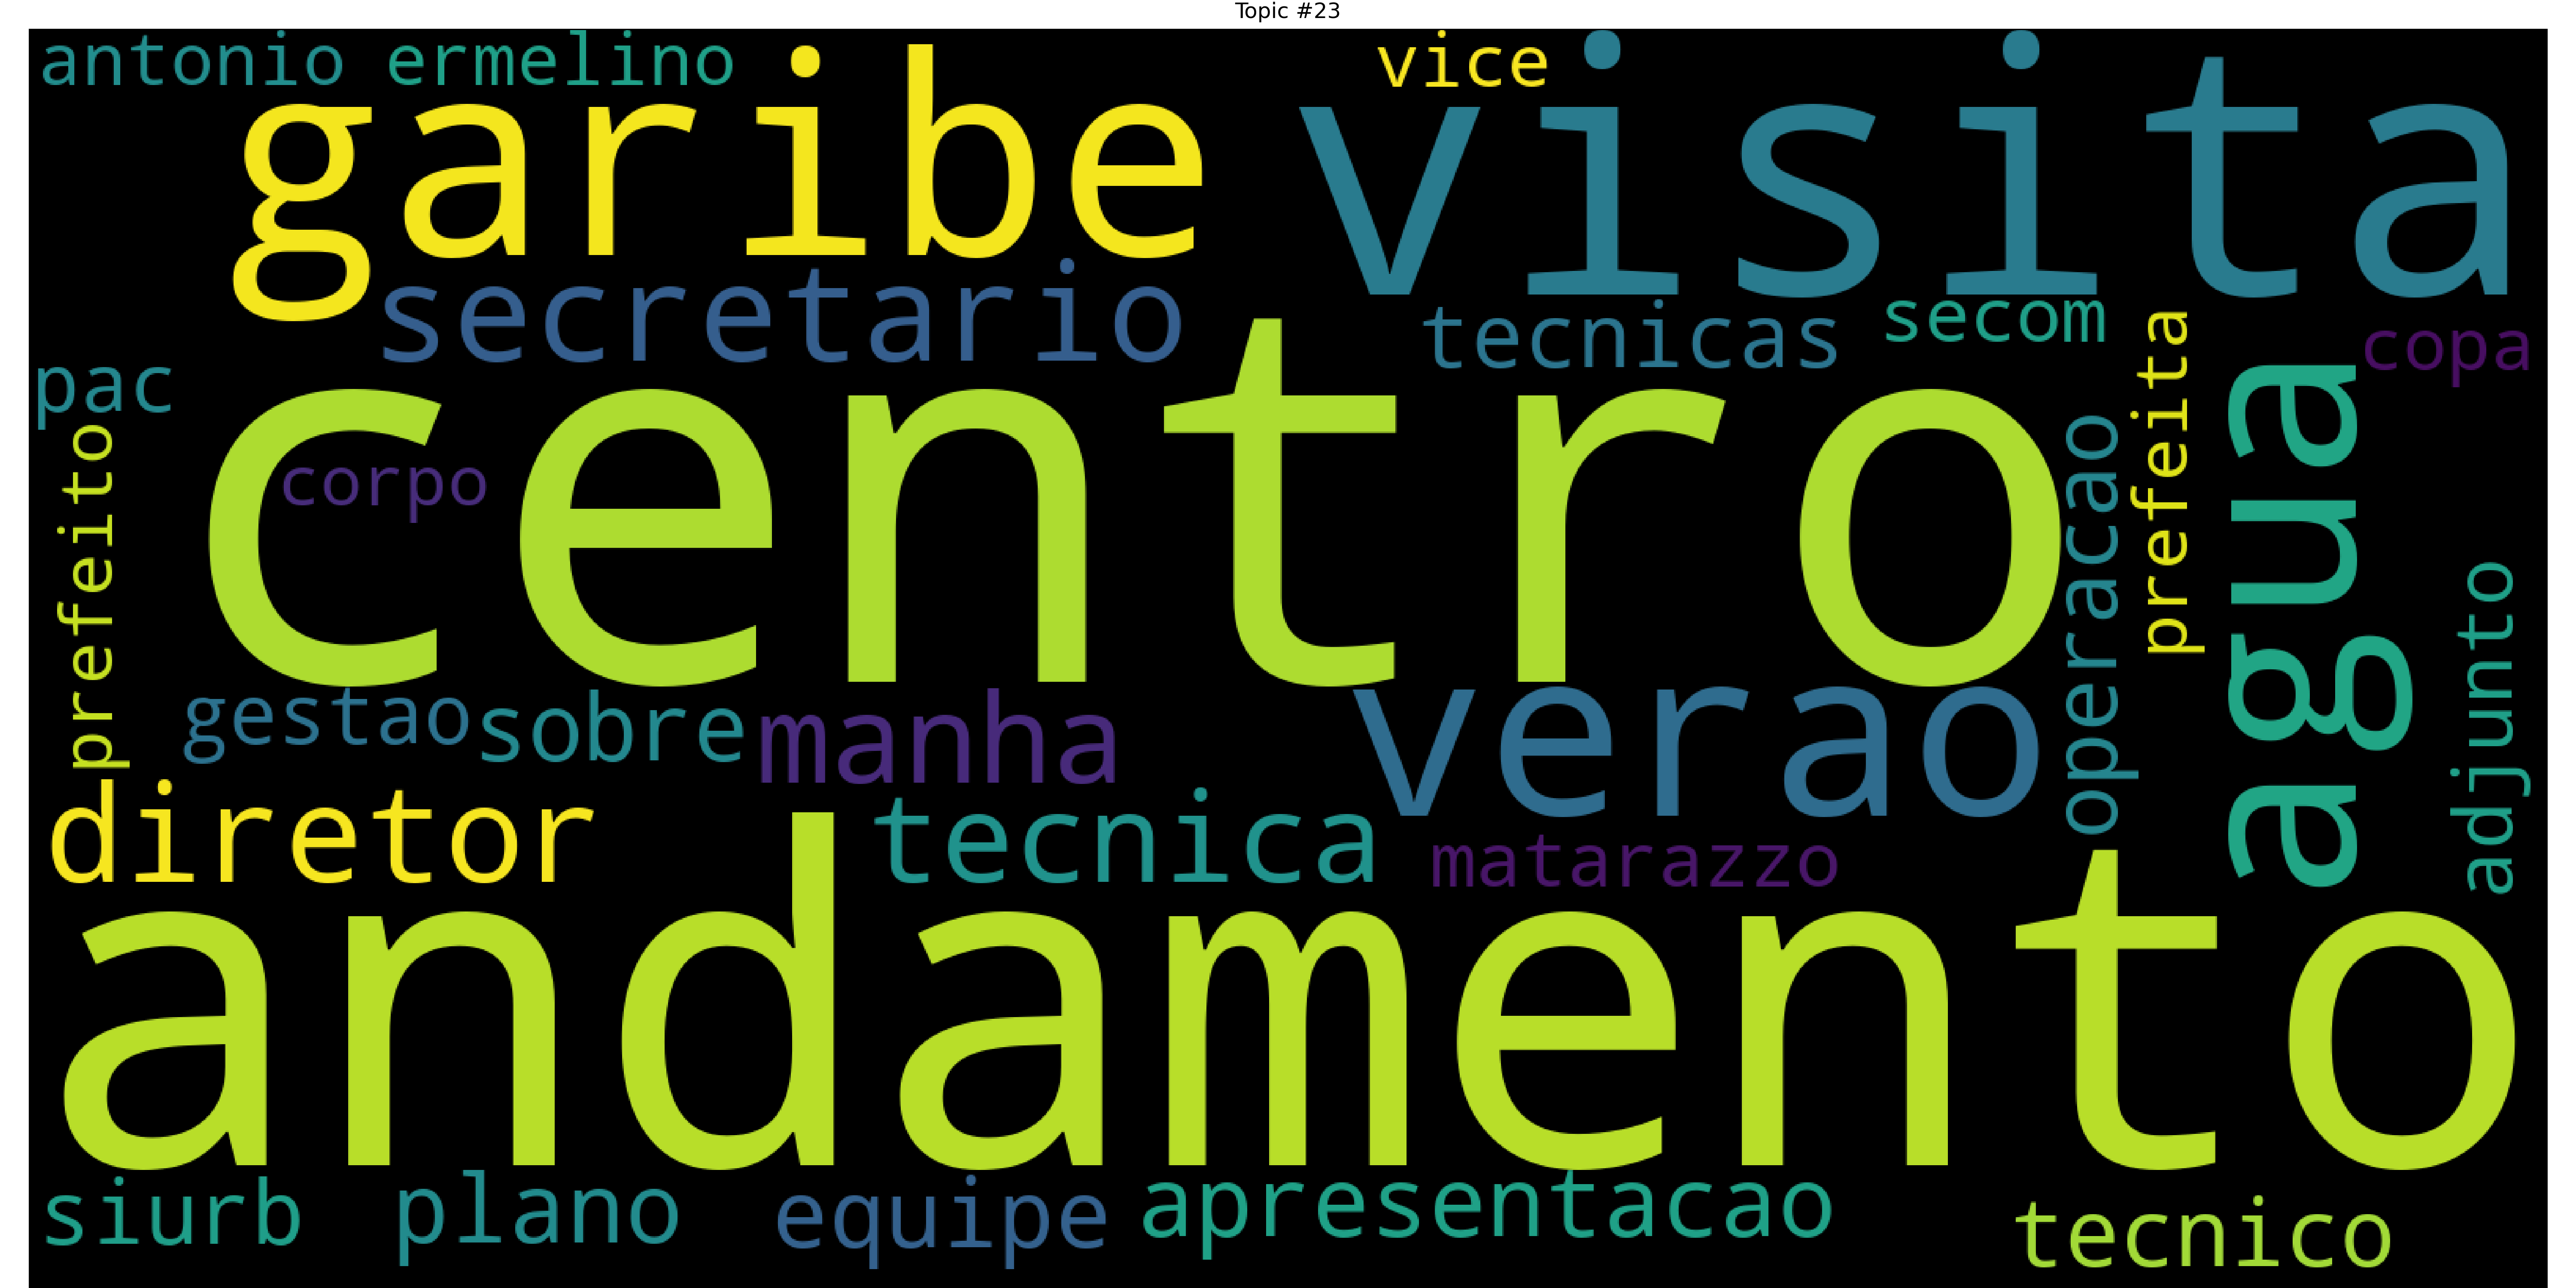 Topic #23
antonio ermelino vice
garibe visita
secretario tecnicas secom copa
pac centro prefeita
prefeito corpo operacao agua
gestao sobre manha verao adjunto
diretor tecnica matarazzo
andamento
siurb plano equipe apresentacao tecnico